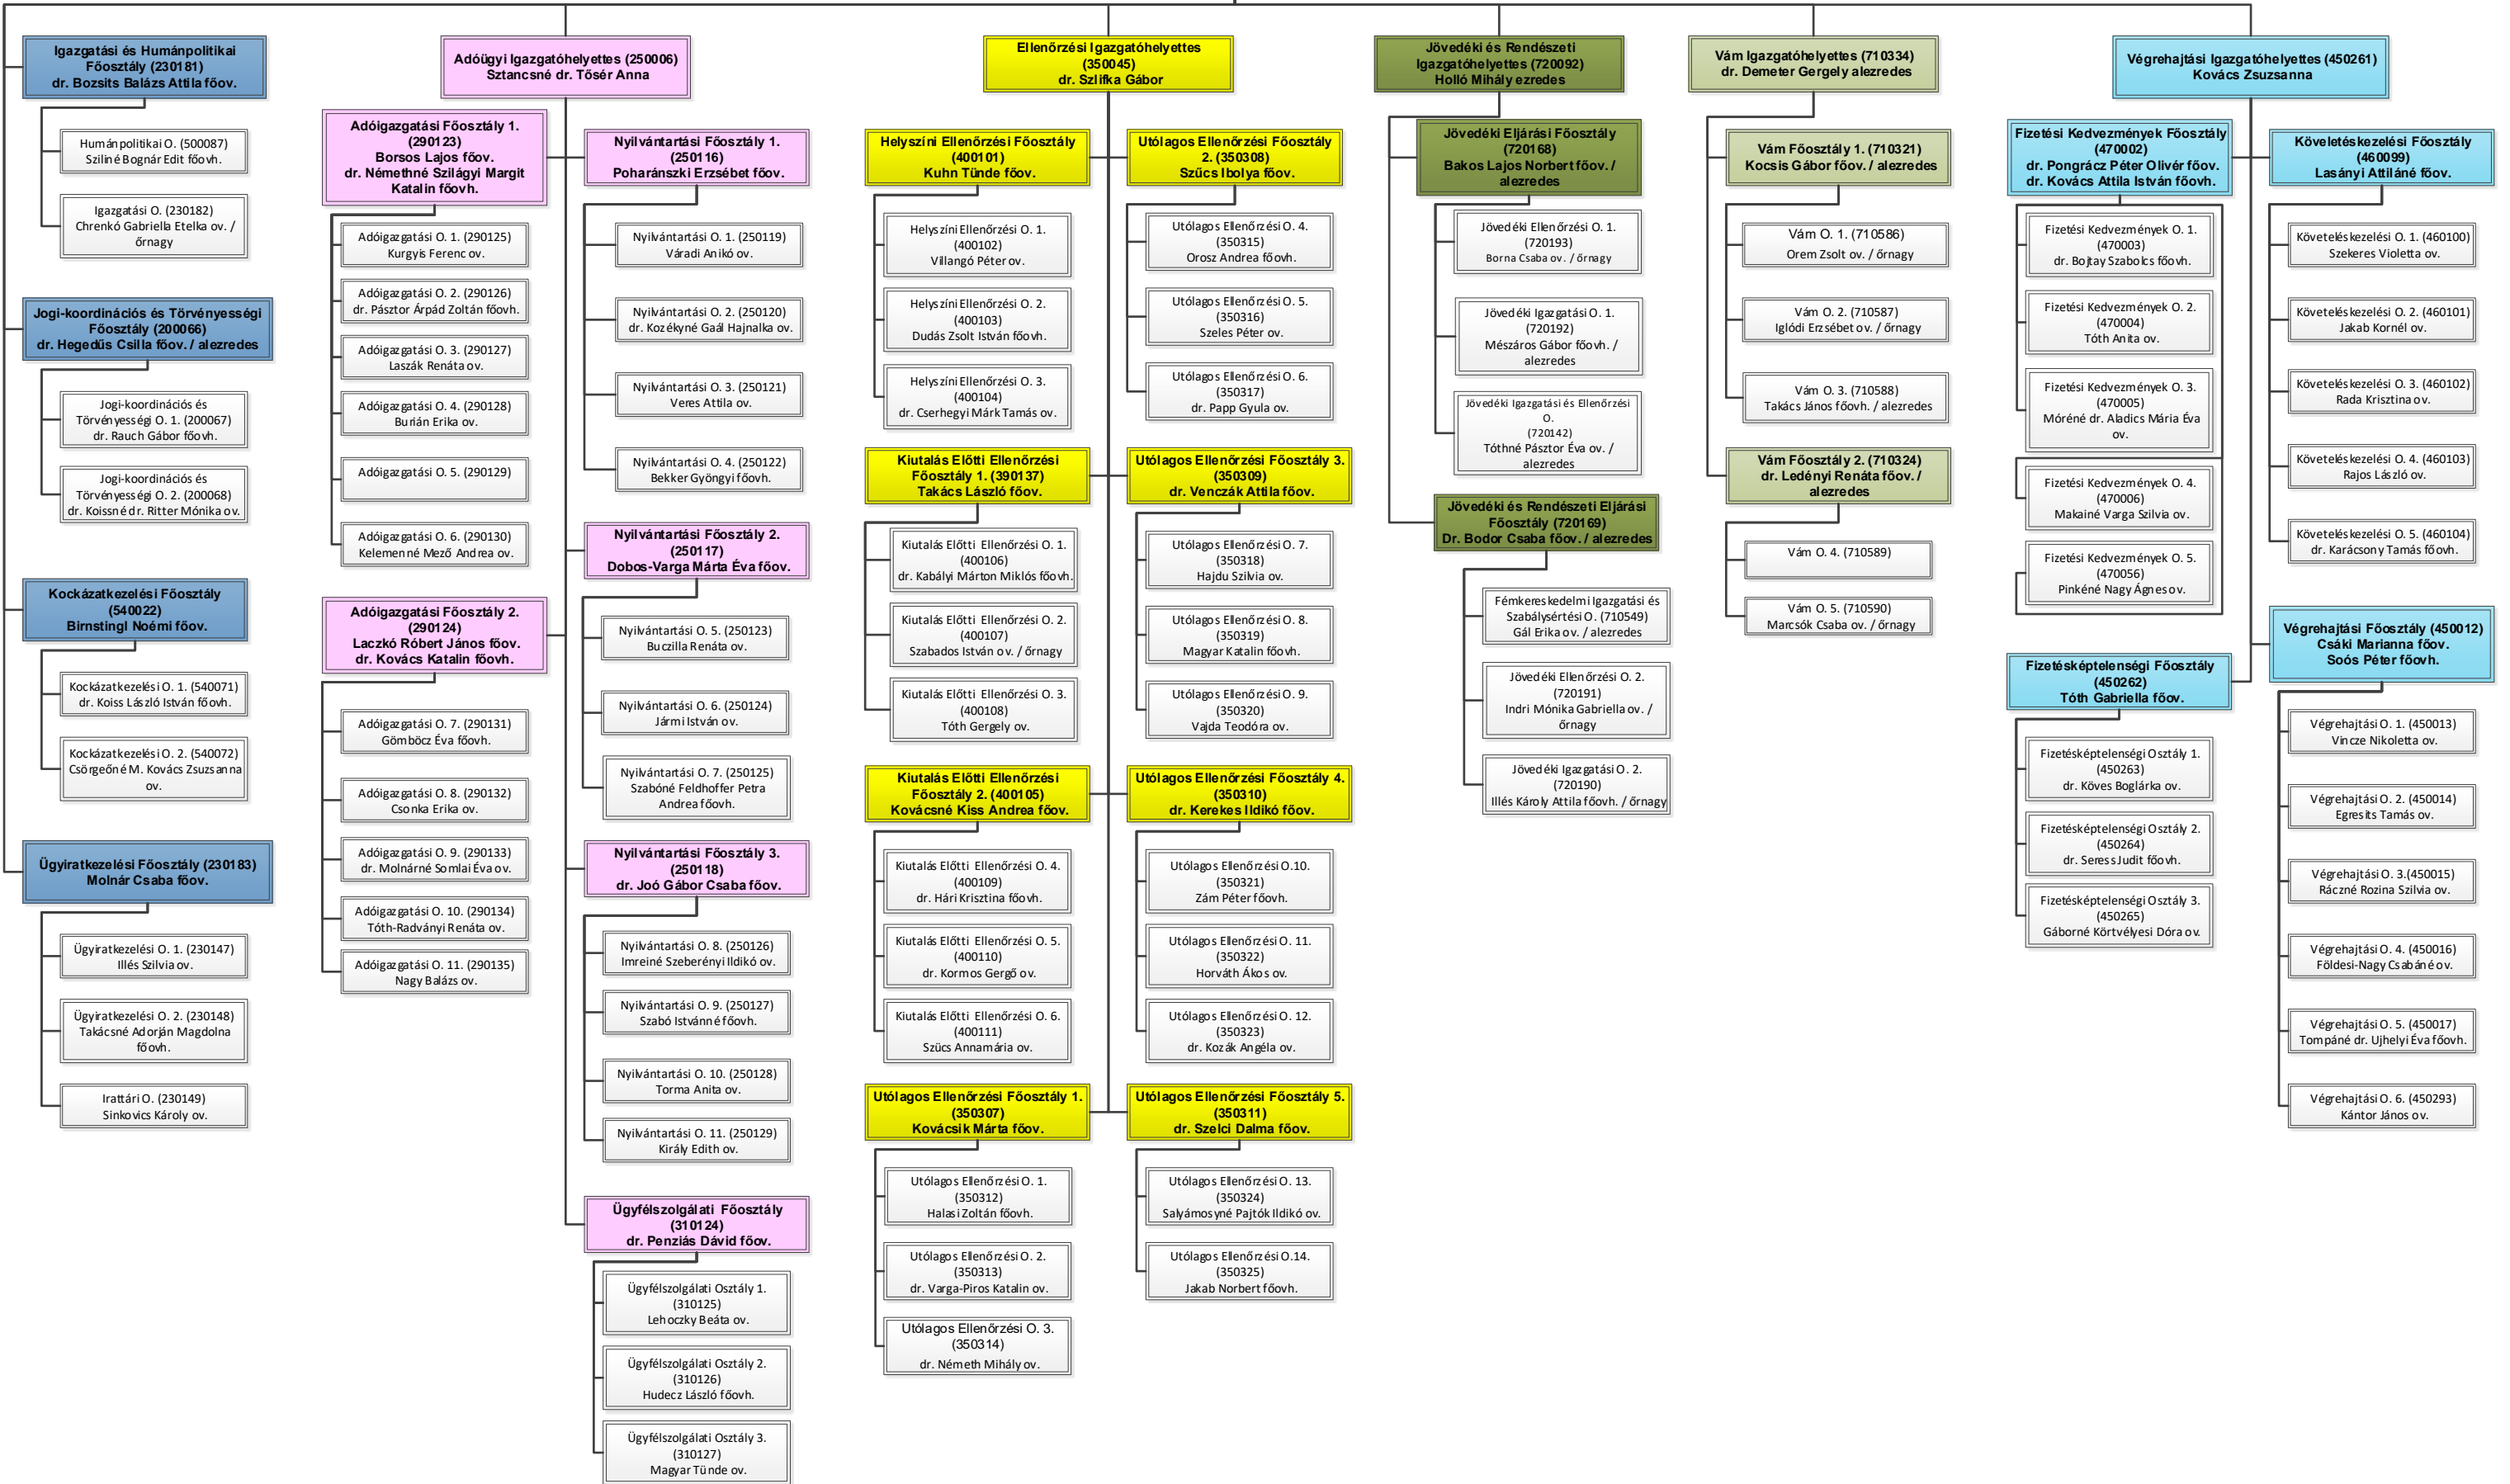 Igazgatási és Humánpolitikai
Főosztály (230181)
dr. Bozsits Balázs Attila főov.
Humánpolitikai O. (500087)
Sziliné Bognár Edit főovh.
Igazgatási O. (230182)
Chrenkó Gabriella Etelka ov. /
őrnagy
Jogi-koordinációs és Törvényességi
Főosztály (200066)
dr. Hegedűs Csilla főov. / alezredes
Jogi-koordinációs és
Törvényességi O. 1. (200067)
dr. Rauch Gábor főovh.
Jogi-koordinációs és
Törvényességi O. 2. (200068)
dr. Koissné dr. Ritter Mónika ov.
Kockázatkezelési Főosztály
(540022)
Birnstingl Noémi főov.
Kockázatkezelési O. 1. (540071)
dr. Koiss László István főovh.
Kockázatkezelési O. 2. (540072)
Csörgeőné M. Kovács Zsuzsanna
ov.
Ügyiratkezelési Főosztály (230183)
Molnár Csaba főov.
Ügyiratkezelési O. 1. (230147)
Illés Szilvia ov.
Ügyiratkezelési O. 2. (230148)
Takácsné Adorján Magdolna
főovh.
Irattári O. (230149)
Sinkovics Károly ov.
Adóügyi Igazgatóhelyettes (250006)
Sztancsné dr. Tősér Anna
Adóigazgatási Főosztály 1.
(290123)
Borsos Lajos főov.
dr. Némethné Szilágyi Margit
Katalin főovh.
Adóigazgatási O. 1. (290125)
Kurgyis Ferenc ov.
Adóigazgatási O. 2. (290126)
dr. Pásztor Árpád Zoltán főovh.
Adóigazgatási O. 3. (290127)
Laszák Renáta ov.
Adóigazgatási O. 4. (290128)
Burián Erika ov.
Adóigazgatási O. 5. (290129)
Adóigazgatási O. 6. (290130)
Kelemenné Mező Andrea ov.
Adóigazgatási Főosztály 2.
(290124)
Laczkó Róbert János főov.
dr. Kovács Katalin főovh.
Adóigazgatási O. 7. (290131)
Gömböcz Éva főovh.
Adóigazgatási O. 8. (290132)
Csonka Erika ov.
Adóigazgatási O. 9. (290133)
dr. Molnárné Somlai Éva ov.
Adóigazgatási O. 10. (290134)
Tóth-Radványi Renáta ov.
Adóigazgatási O. 11. (290135)
Nagy Balázs ov.
Nyilvántartási Főosztály 1.
(250116)
Poharánszki Erzsébet főov.
Nyilvántartási O. 1. (250119)
Váradi Anikó ov.
Nyilvántartási O. 2. (250120)
dr. Kozékyné Gaál Hajnalka ov.
Nyilvántartási O. 3. (250121)
Veres Attila ov.
Nyilvántartási O. 4. (250122)
Bekker Gyöngyi főovh.
Nyilvántartási Főosztály 2.
(250117)
Dobos-Varga Márta Éva főov.
Nyilvántartási O. 5. (250123)
Buczilla Renáta ov.
Nyilvántartási O. 6. (250124)
Jármi István ov.
Nyilvántartási O. 7. (250125)
Szabóné Feldhoffer Petra
Andrea főovh.
Nyilvántartási Főosztály 3.
(250118)
dr. Joó Gábor Csaba főov.
Nyilvántartási O. 8. (250126)
Imreiné Szeberényi Ildikó ov.
Nyilvántartási O. 9. (250127)
Szabó Istvánné főovh.
Nyilvántartási O. 10. (250128)
Torma Anita ov.
Nyilvántartási O. 11. (250129)
Király Edith ov.
Ügyfélszolgálati Főosztály
(310124)
dr. Penziás Dávid főov.
Ügyfélszolgálati Osztály 1.
(310125)
Lehoczky Beáta ov.
Ügyfélszolgálati Osztály 2.
(310126)
Hudecz László főovh.
Ügyfélszolgálati Osztály 3.
(310127)
Magyar Tünde ov.
Ellenőrzési Igazgatóhelyettes
(350045)
dr. Szlifka Gábor
Helyszíni Ellenőrzési Főosztály
(400101)
Kuhn Tünde főov.
Helyszíni Ellenőrzési O. 1.
(400102)
Villangó Péter ov.
Helyszíni Ellenőrzési O. 2.
(400103)
Dudás Zsolt István főovh.
Helyszíni Ellenőrzési O. 3.
(400104)
dr. Cserhegyi Márk Tamás ov.
Kiutalás Előtti Ellenőrzési
Főosztály 1. (390137)
Takács László főov.
Kiutalás Előtti Ellenőrzési O. 1.
(400106)
dr. Kabályi Márton Miklós főovh.
Kiutalás Előtti Ellenőrzési O. 2.
(400107)
Szabados István ov. / őrnagy
Kiutalás Előtti Ellenőrzési O. 3.
(400108)
Tóth Gergely ov.
Kiutalás Előtti Ellenőrzési
Főosztály 2. (400105)
Kovácsné Kiss Andrea főov.
Kiutalás Előtti Ellenőrzési O. 4.
(400109)
dr. Hári Krisztina főovh.
Kiutalás Előtti Ellenőrzési O. 5.
(400110)
dr. Kormos Gergő ov.
Kiutalás Előtti Ellenőrzési O. 6.
(400111)
Szücs Annamária ov.
Utólagos Ellenőrzési Főosztály 1.
(350307)
Kovácsik Márta főov.
Utólagos Ellenőrzési O. 1.
(350312)
Halasi Zoltán főovh.
Utólagos Ellenőrzési O. 2.
(350313)
dr. Varga-Piros Katalin ov.
Utólagos Ellenőrzési O. 3.
(350314)
dr. Németh Mihály ov.
Utólagos Ellenőrzési Főosztály
2. (350308)
Szűcs Ibolya főov.
Utólagos Ellenőrzési O. 4.
(350315)
Orosz Andrea főovh.
Utólagos Ellenőrzési O. 5.
(350316)
Szeles Péter ov.
Utólagos Ellenőrzési O. 6.
(350317)
dr. Papp Gyula ov.
Utólagos Ellenőrzési Főosztály 3.
(350309)
dr. Venczák Attila főov.
Utólagos Ellenőrzési O. 7.
(350318)
Hajdu Szilvia ov.
Utólagos Ellenőrzési O. 8.
(350319)
Magyar Katalin főovh.
Utólagos Ellenőrzési O. 9.
(350320)
Vajda Teodóra ov.
Utólagos Ellenőrzési Főosztály 4.
(350310)
dr. Kerekes Ildikó főov.
Utólagos Ellenőrzési O.10.
(350321)
Zám Péter főovh.
Utólagos Ellenőrzési O. 11.
(350322)
Horváth Ákos ov.
Utólagos Ellenőrzési O. 12.
(350323)
dr. Kozák Angéla ov.
Utólagos Ellenőrzési Főosztály 5.
(350311)
dr. Szelci Dalma főov.
Utólagos Ellenőrzési O. 13.
(350324)
Salyámosyné Pajtók Ildikó ov.
Utólagos Ellenőrzési O.14.
(350325)
Jakab Norbert főovh.
Jövedéki és Rendészeti
Igazgatóhelyettes (720092)
Holló Mihály ezredes
Jövedéki Eljárási Főosztály
(720168)
Bakos Lajos Norbert főov. /
alezredes
Jövedéki Ellenőrzési O. 1.
(720193)
Borna Csaba ov. / őrnagy
Jövedéki Igazgatási O. 1.
(720192)
Mészáros Gábor főovh. /
alezredes
Jövedéki Igazgatási és Ellenőrzési
O.
(720142)
Tóthné Pásztor Éva ov. /
alezredes
Jövedéki és Rendészeti Eljárási
Főosztály (720169)
Dr. Bodor Csaba főov. / alezredes
Fémkereskedelmi Igazgatási és
Szabálysértési O. (710549)
Gál Erika ov. / alezredes
Jövedéki Ellenőrzési O. 2.
(720191)
Indri Mónika Gabriella ov. /
őrnagy
Jövedéki Igazgatási O. 2.
(720190)
Illés Károly Attila főovh. / őrnagy
Vám Igazgatóhelyettes (710334)
dr. Demeter Gergely alezredes
Vám Főosztály 1. (710321)
Kocsis Gábor főov. / alezredes
Vám O. 1. (710586)
Orem Zsolt ov. / őrnagy
Vám O. 2. (710587)
Iglódi Erzsébet ov. / őrnagy
Vám O. 3. (710588)
Takács János főovh. / alezredes
Vám Főosztály 2. (710324)
dr. Ledényi Renáta főov. /
alezredes
Vám O. 4. (710589)
Vám O. 5. (710590)
Marcsók Csaba ov. / őrnagy
Végrehajtási Igazgatóhelyettes (450261)
Kovács Zsuzsanna
Fizetési Kedvezmények Főosztály
(470002)
dr. Pongrácz Péter Olivér főov.
dr. Kovács Attila István főovh.
Fizetési Kedvezmények O. 1.
(470003)
dr. Bojtay Szabolcs főovh.
Fizetési Kedvezmények O. 2.
(470004)
Tóth Anita ov.
Fizetési Kedvezmények O. 3.
(470005)
Móréné dr. Aladics Mária Éva
ov.
Fizetési Kedvezmények O. 4.
(470006)
Makainé Varga Szilvia ov.
Fizetési Kedvezmények O. 5.
(470056)
Pinkéné Nagy Ágnes ov.
Fizetésképtelenségi Főosztály
(450262)
Tóth Gabriella főov.
Fizetésképtelenségi Osztály 1.
(450263)
dr. Köves Boglárka ov.
Fizetésképtelenségi Osztály 2.
(450264)
dr. Seress Judit főovh.
Fizetésképtelenségi Osztály 3.
(450265)
Gáborné Körtvélyesi Dóra ov.
Követeléskezelési Főosztály
(460099)
Lasányi Attiláné főov.
Követeléskezelési O. 1. (460100)
Szekeres Violetta ov.
Követeléskezelési O. 2. (460101)
Jakab Kornél ov.
Követeléskezelési O. 3. (460102)
Rada Krisztina ov.
Követeléskezelési O. 4. (460103)
Rajos László ov.
Követeléskezelési O. 5. (460104)
dr. Karácsony Tamás főovh.
Végrehajtási Főosztály (450012)
Csáki Marianna főov.
Soós Péter főovh.
Végrehajtási O. 1. (450013)
Vincze Nikoletta ov.
Végrehajtási O. 2. (450014)
Egresits Tamás ov.
Végrehajtási O. 3.(450015)
Ráczné Rozina Szilvia ov.
Végrehajtási O. 4. (450016)
Földesi-Nagy Csabáné ov.
Végrehajtási O. 5. (450017)
Tompáné dr. Ujhelyi Éva főovh.
Végrehajtási O. 6. (450293)
Kántor János ov.